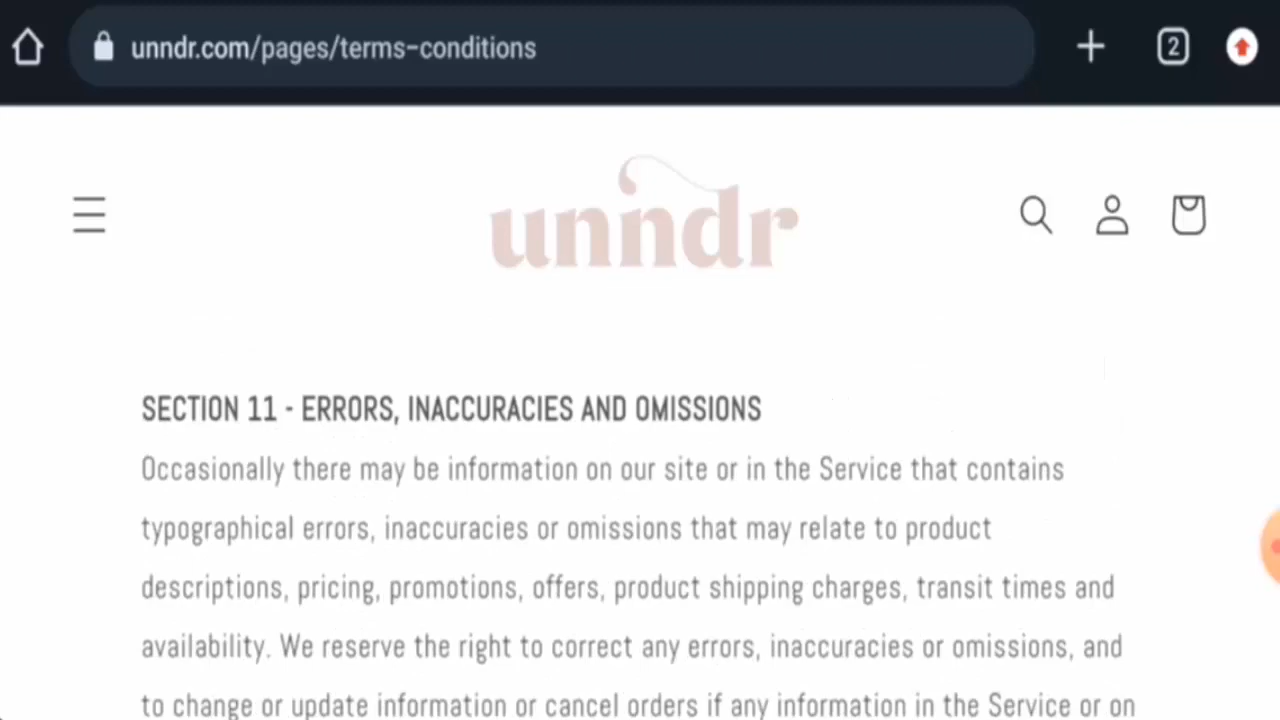 unndr.com/pages/terms-conditions
2
unndr
SECTION 11 - ERRORS, INACCURACIES AND OMISSIONS
Occasionally there may be information on our site or in the Service that contains
typographical errors, inaccuracies or omissions that may relate to product
descriptions, pricing, promotions, offers, product shipping charges, transit times and
availability. We reserve the right to correct any errors, inaccuracies or omissions, and
to change or update information or cancel orders if any information in the Service or on